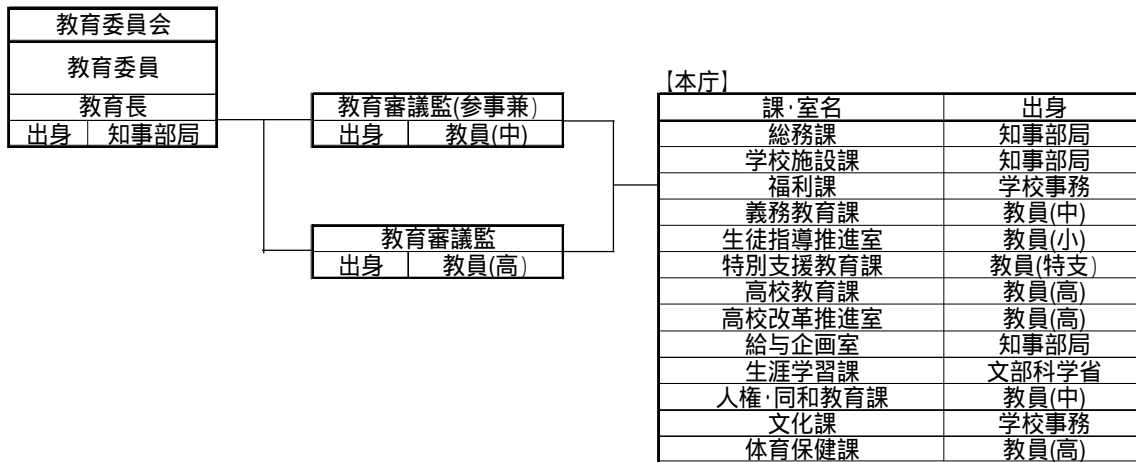 教育委員会
教育委員
教育長
出身 知事部局
教育審議監(参事兼)
出身 教員(中)
教育審議監
出身 教員(高)
【本庁】
課・室名 出身
総務課 知事部局
学校施設課 知事部局
福利課 学校事務
義務教育課 教員(中)
生徒指導推進室 教員(小)
特別支援教育課 教員(特支)
高校教育課 教員(高)
高校改革推進室 教員(高)
給与企画室 知事部局
生涯学習課 文部科学省
人権・同和教育課 教員(中)
文化課 学校事務
体育保健課 教員(高)